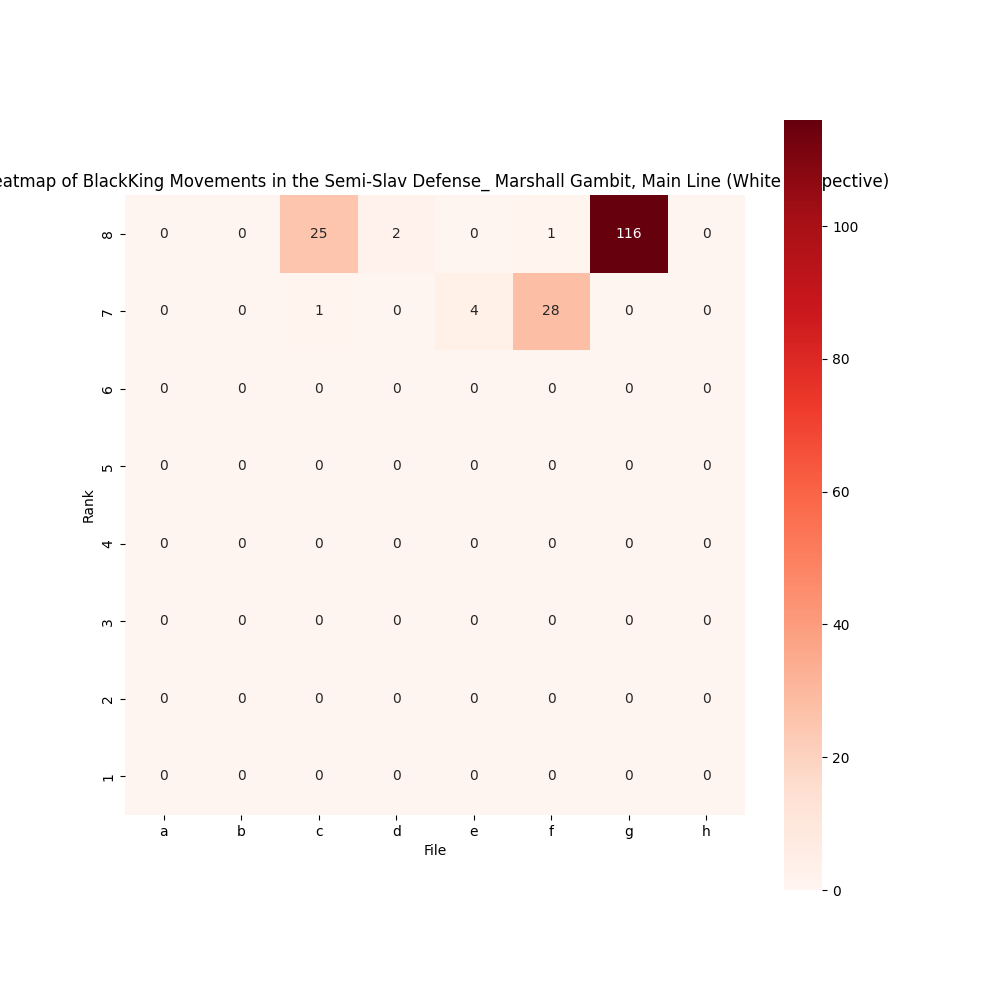 eatmap of BlackKing Movements in the Semi-Slav Defense_ Marshall Gambit, Main Line (White pective)
8 0 0 25 2 0 1 116 0
7 0 0 1 0 4 28 0 0
6 0 0 0 0 0 0 0 0
5 0 0 0 0 0 0 0 0
4 0 0 0 0 0 0 0 0
3 0 0 0 0 0 0 0 0
2 0 0 0 0 0 0 0 0
1 0 0 0 0 0 0 0 0
Rank
a b c d e f g h
File
100
80
60
40
20
0